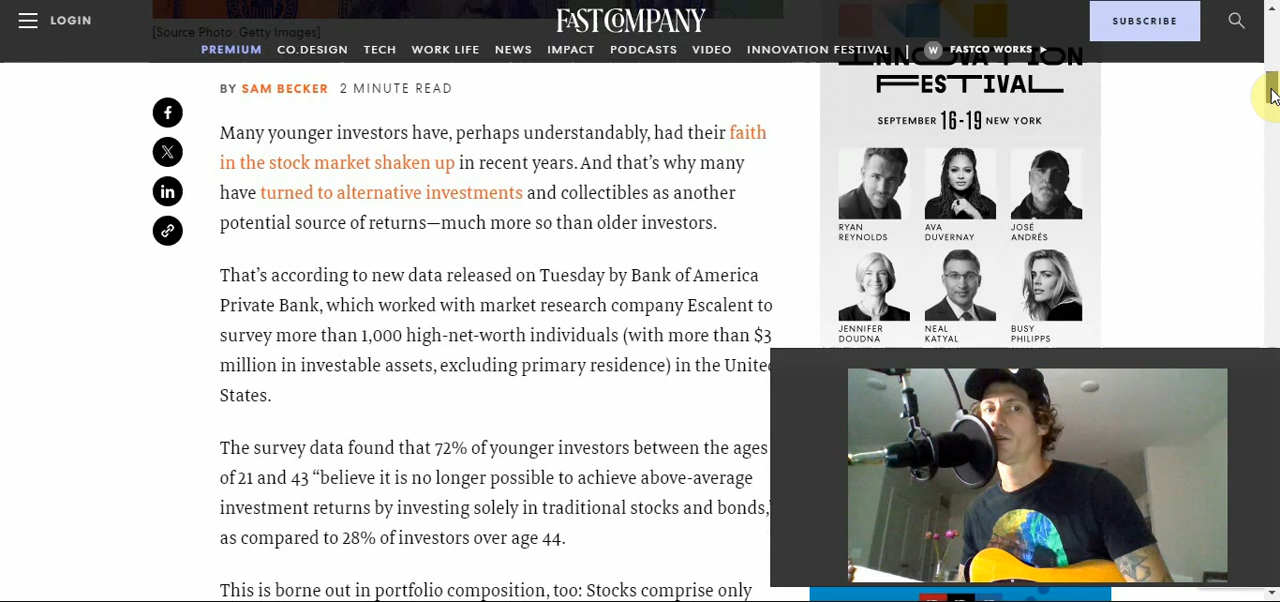 LOGIN
FAST COMPANY
SUBSCRIBE
[Source Photo: Getty Images]
PREMIUM CO.DESIGN TECH WORK LIFE NEWS IMPACT PODCASTS VIDEO INNOVATION FESTIVAL | W FASTCO WORKS
BY SAM BECKER 2 MINUTE READ
Many younger investors have, perhaps understandably, had their faith
in the stock market shaken up in recent years. And that’s why many
have turned to alternative investments and collectibles as another
potential source of returns—much more so than older investors.
That’s according to new data released on Tuesday by Bank of America
Private Bank, which worked with market research company Escalent to
survey more than 1,000 high-net-worth individuals (with more than $3
million in investable assets, excluding primary residence) in the United
States.
The survey data found that 72% of younger investors between the ages
of 21 and 43 “believe it is no longer possible to achieve above-average
investment returns by investing solely in traditional stocks and bonds,”
as compared to 28% of investors over age 44.
This is borne out in portfolio composition, too: Stocks comprise only
INNOVATION
FESTIVAL
SEPTEMBER 16-19 NEW YORK
RYAN
REYNOLDS
AVA
DUVERNAY
JOSÉ
ANDRÉS
JENNIFER
DOUDNA
NEAL
KATYAL
BUSY
PHILIPPS